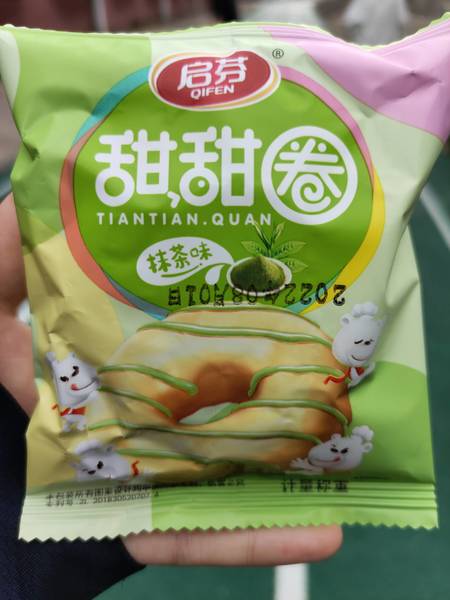 启芬®
QIFEN
甜甜圈
TIANTIAN.QUAN
抹茶味
2022年08月01日
计量称重